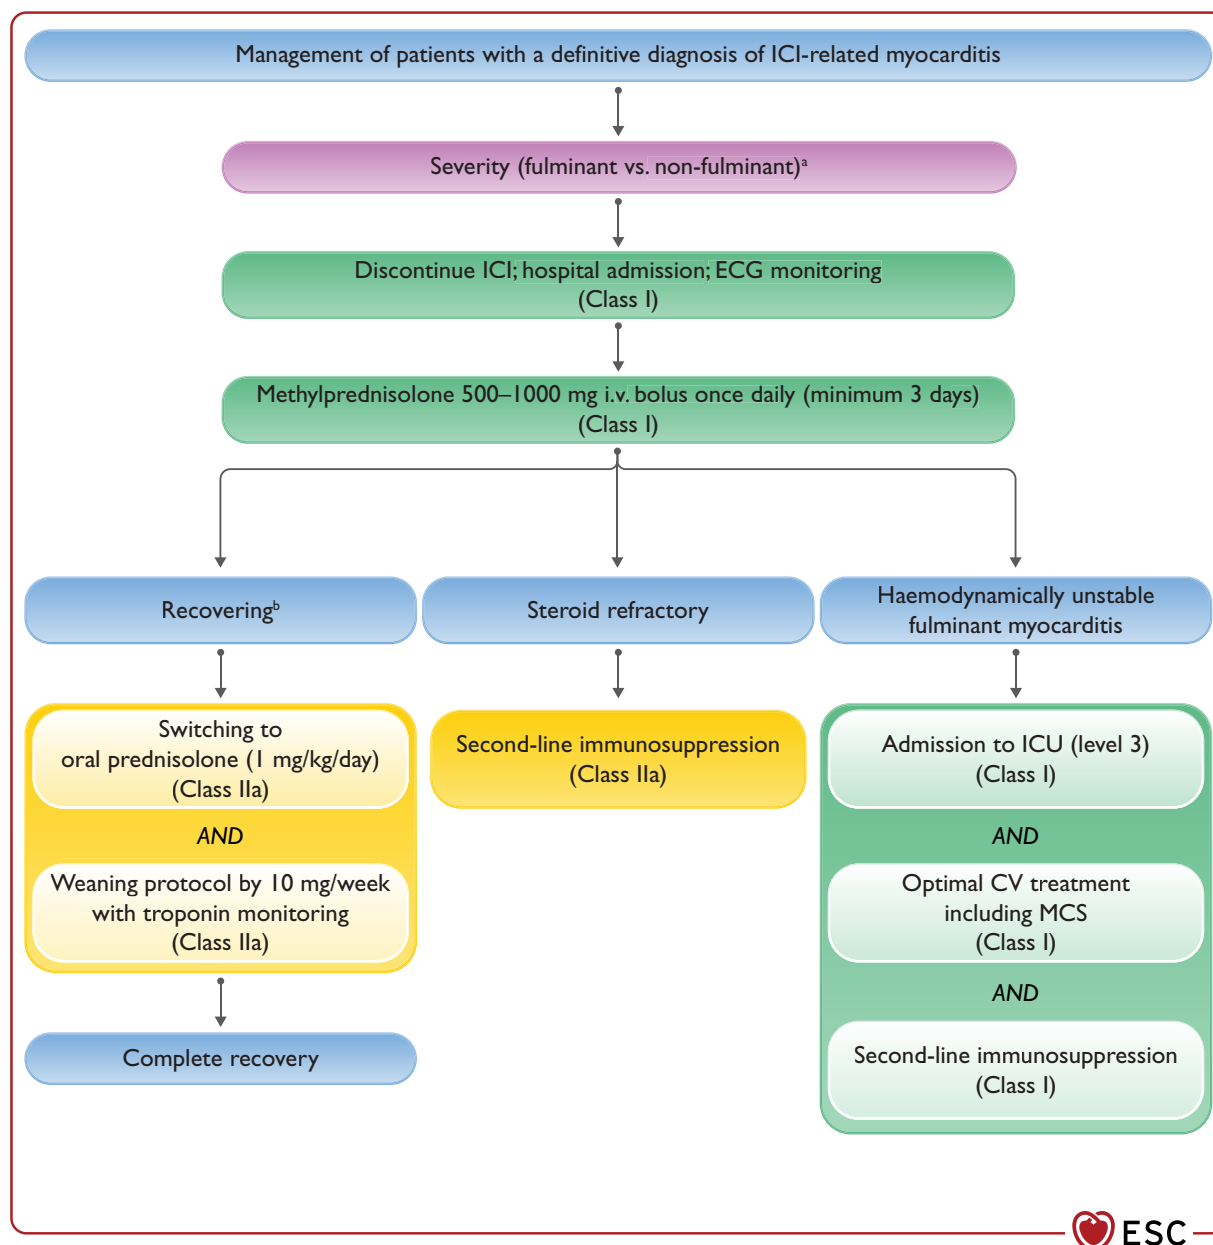 Management of patients with a definitive diagnosis of ICI-related myocarditis
Severity (fulminant vs. non-fulminant)ᵃ
Discontinue ICI; hospital admission; ECG monitoring
(Class I)
Methylprednisolone 500–1000 mg i.v. bolus once daily (minimum 3 days)
(Class I)
Recoveringᵇ
Switching to
oral prednisolone (1 mg/kg/day)
(Class IIa)
AND
Weaning protocol by 10 mg/week
with troponin monitoring
(Class IIa)
Complete recovery
Steroid refractory
Second-line immunosuppression
(Class IIa)
Haemodynamically unstable
fulminant myocarditis
Admission to ICU (level 3)
(Class I)
AND
Optimal CV treatment
including MCS
(Class I)
AND
Second-line immunosuppression
(Class I)
ESC